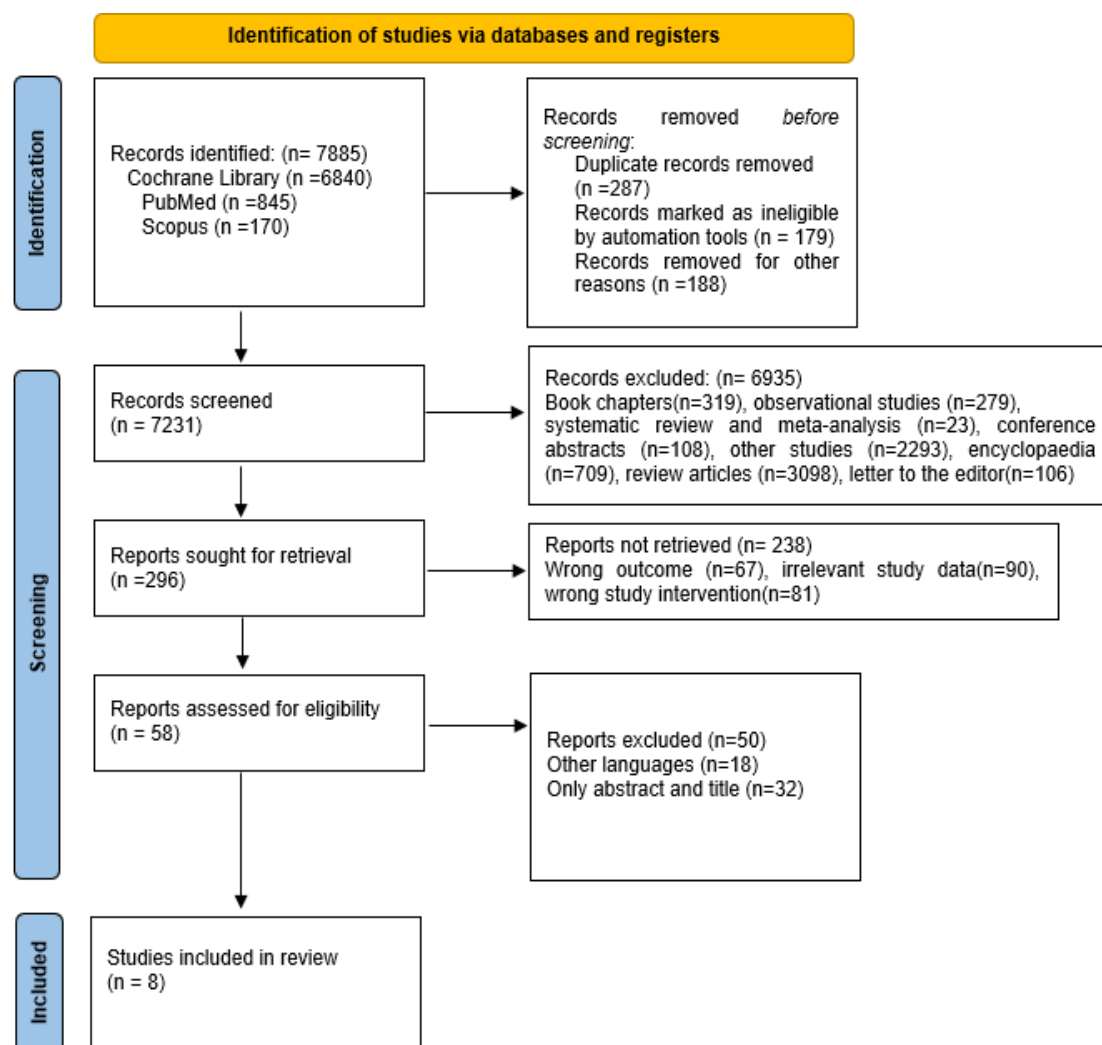 Identification of studies via databases and registers
Identification
Records identified: (n= 7885)
Cochrane Library (n =6840)
PubMed (n =845)
Scopus (n =170)
Records removed before
screening:
Duplicate records removed
(n =287)
Records marked as ineligible
by automation tools (n = 179)
Records removed for other
reasons (n =188)
Screening
Records screened
(n = 7231)
Records excluded: (n= 6935)
Book chapters(n=319), observational studies (n=279),
systematic review and meta-analysis (n=23), conference
abstracts (n=108), other studies (n=2293), encyclopaedia
(n=709), review articles (n=3098), letter to the editor(n=106)
Reports sought for retrieval
(n =296)
Reports not retrieved (n= 238)
Wrong outcome (n=67), irrelevant study data(n=90),
wrong study intervention(n=81)
Reports assessed for eligibility
(n = 58)
Reports excluded (n=50)
Other languages (n=18)
Only abstract and title (n=32)
Included
Studies included in review
(n = 8)